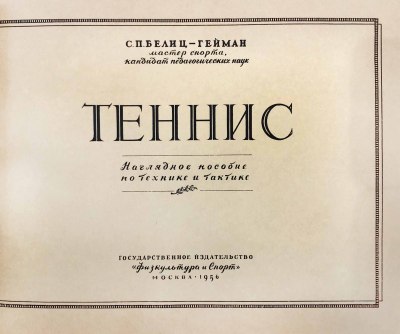 С.П.БЕЛИЦ-ГЕЙМАН
мастер спорта,
кандидат педагогических наук
ТЕННИС
Наглядное пособие
по технике и тактике
ГОСУДАРСТВЕННОЕ ИЗДАТЕЛЬСТВО
«Физкультура и спорт»
МОСКВА·1956